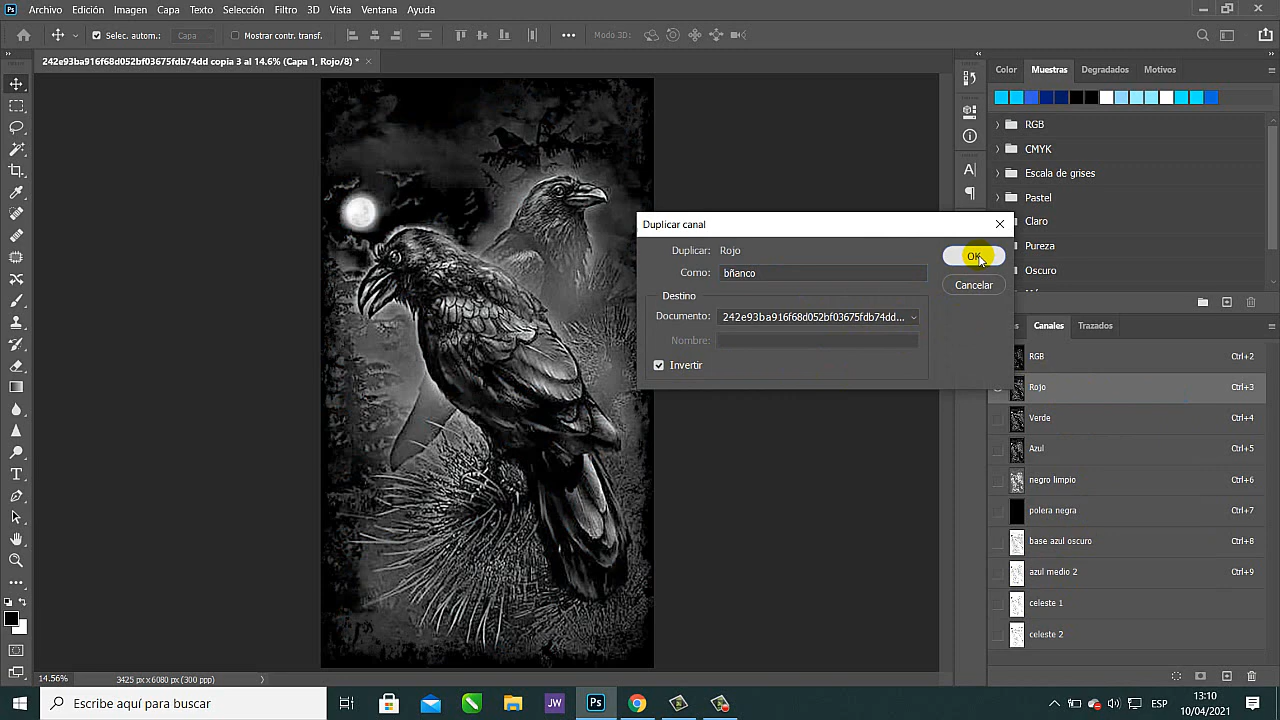 Ps Archivo Edición Imagen Capa Texto Selección Filtro 3D Vista Ventana Ayuda
Selec. autom.: Capa Mostrar contr. transf. Modo 3D:
242e93ba916f68d052bf03675fdb74dd copia 3 al 14.6% (Capa 1, Rojo/8) *
Color Muestras Degradados Motivos
RGB
CMYK
Escala de grises
Pastel
Claro
Pureza
Oscuro
Duplicar canal
Duplicar: Rojo
OK
Como: bñanco
Cancelar
Destino
Documento: 242e93ba916f68d052bf03675fdb74dd...
Nombre:
Invertir
Canales Trazados
RGB Ctrl+2
Rojo Ctrl+3
Verde Ctrl+4
Azul Ctrl+5
negro limpio Ctrl+6
polera negra Ctrl+7
base azul oscuro Ctrl+8
azul medio 2 Ctrl+9
celeste 1
celeste 2
14.56% 3425 px x 6080 px (300 ppp)
Escribe aquí para buscar
JW
Ps
ESP
13:10
10/04/2021